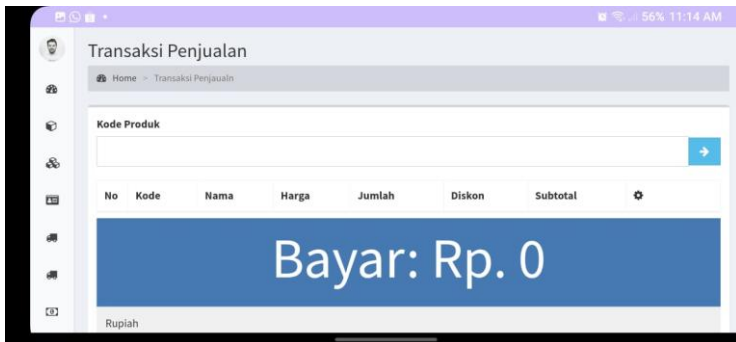 56% 11:14 AM
Transaksi Penjualan
Home > Transaksi Penjaualn
Kode Produk
No Kode Nama Harga Jumlah Diskon Subtotal
Bayar: Rp. 0
Rupiah